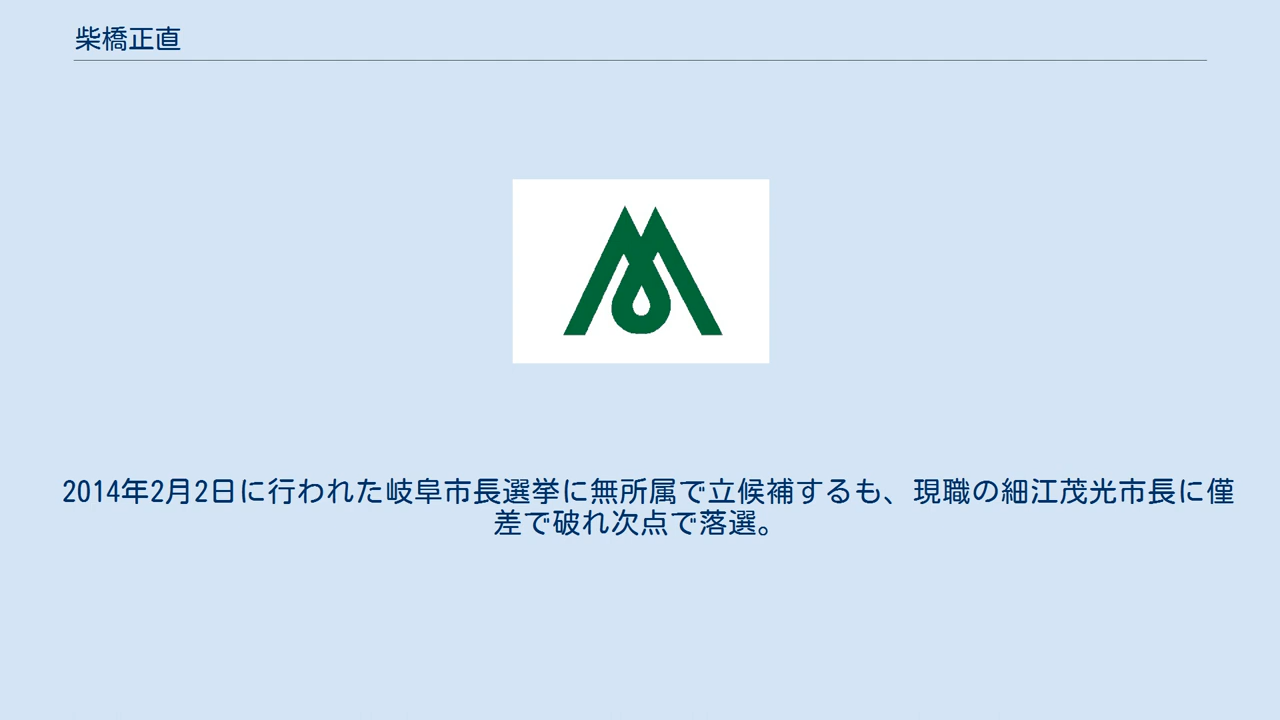 柴橋正直
2014年2月2日に行われた岐阜市長選挙に無所属で立候補するも、現職の細江茂光市長に僅
差で破れ次点で落選。